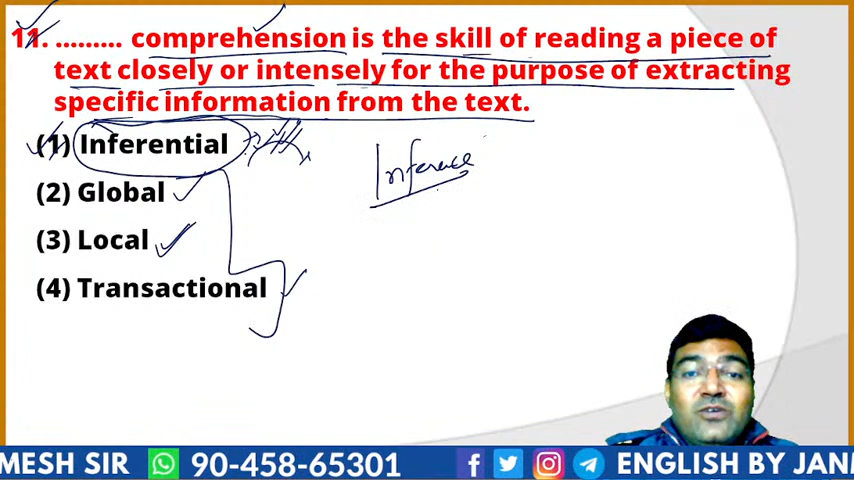 11. ......... comprehension is the skill of reading a piece of
text closely or intensely for the purpose of extracting
specific information from the text.
(1) Inferential
Inference
(2) Global
(3) Local
(4) Transactional
MESH SIR 90-458-65301 ENGLISH BY JAN